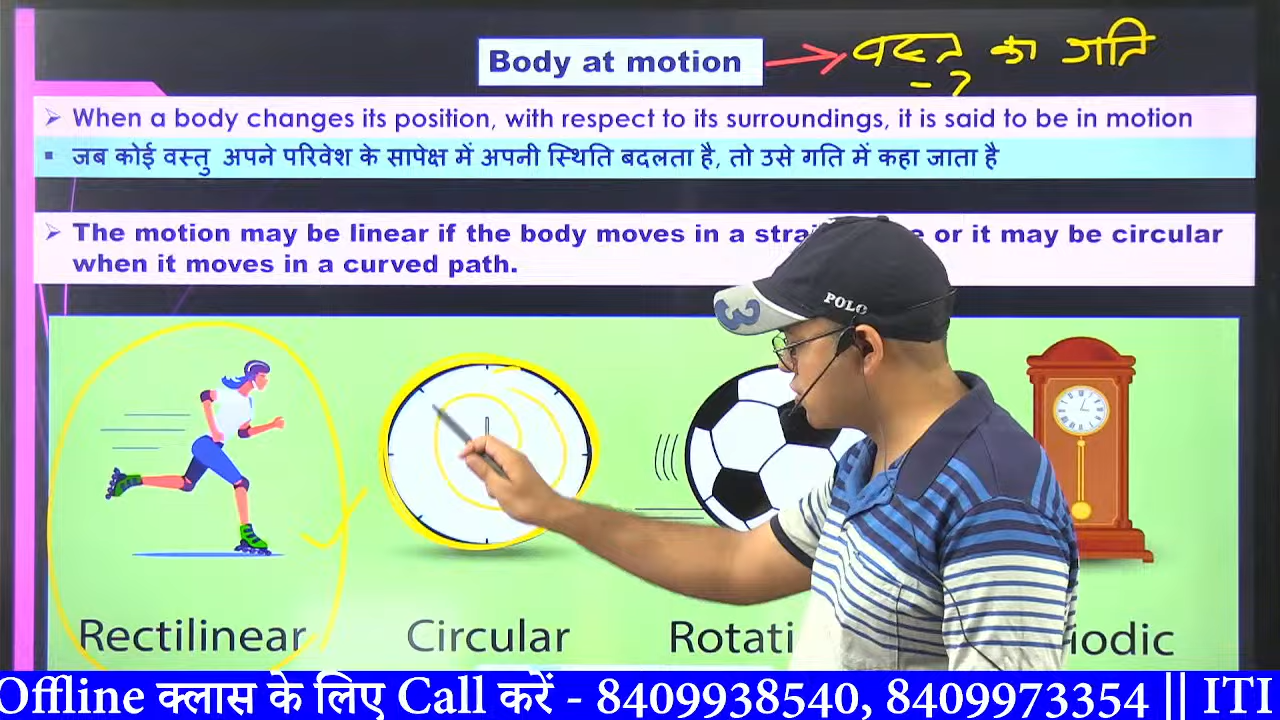 Body at motion
का गति
➢ When a body changes its position, with respect to its surroundings, it is said to be in motion
▪ जब कोई वस्तु अपने परिवेश के सापेक्ष में अपनी स्थिति बदलता है, तो उसे गति में कहा जाता है
➢ The motion may be linear if the body moves in a or it may be circular
when it moves in a curved path.
POLO
3
Rectilinear Circular
Offline क्लास के लिए Call करें - 8409938540, 8409973354 || ITI